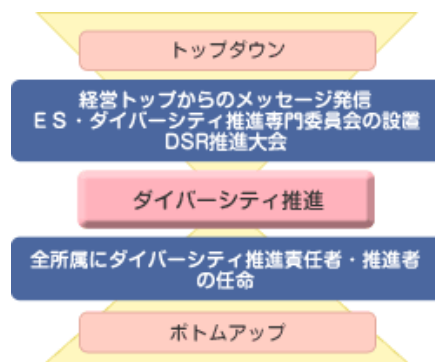 トップダウン
経営トップからのメッセージ発信
ＥＳ・ダイバーシティ推進専門委員会の設置
DSR推進大会
ダイバーシティ推進
全所属にダイバーシティ推進責任者・推進者
の任命
ボトムアップ